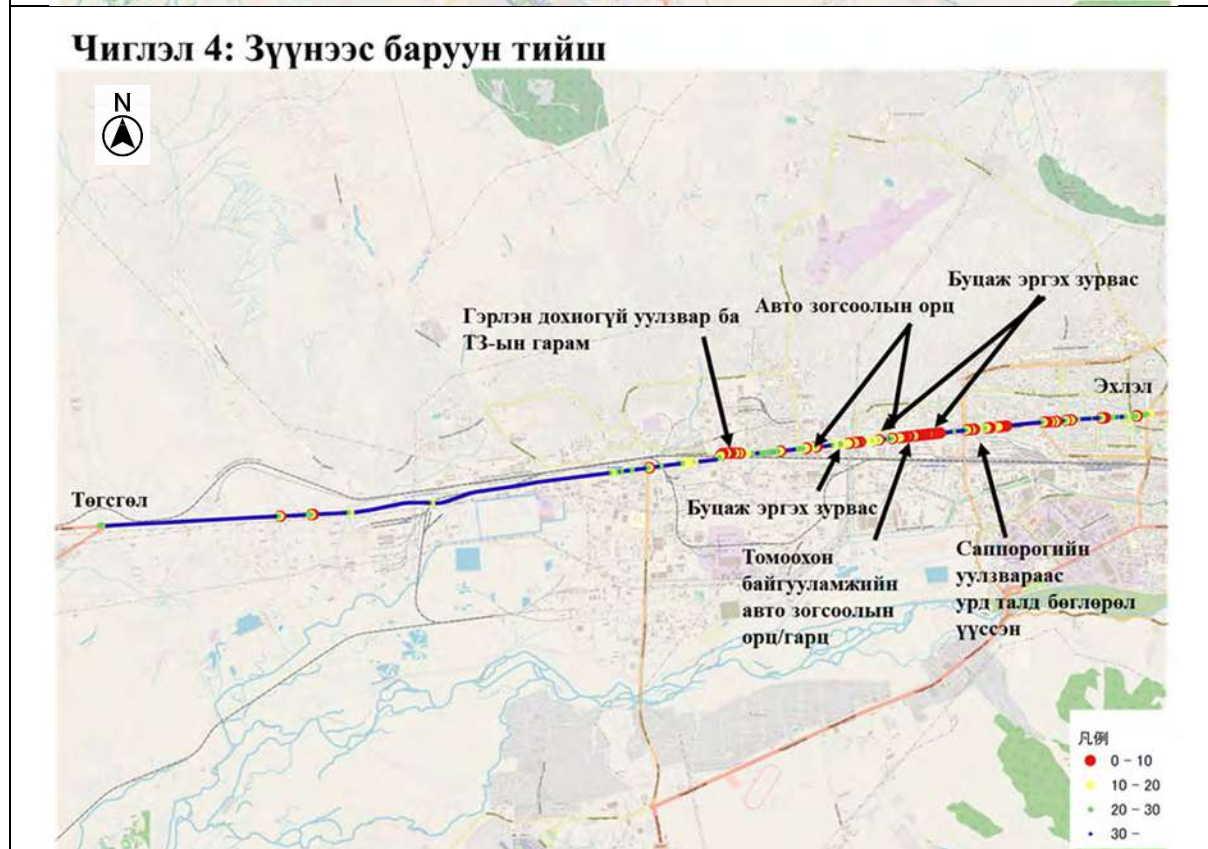 Чиглэл 4: Зүүнээс баруун тийш
N
Буцаж эргэх зурвас
Авто зогсоолын орц
Гэрлэн дохиогүй уулзвар ба
ТЗ-ын гарам
Эхлэл
Төгсгөл
Буцаж эргэх зурвас
Томоохон
байгууламжийн
авто зогсоолын
орц/гарц
Саппорогийн
уулзвараас
урд талд бөглөрөл
үүссэн
凡例
0 - 10
10 - 20
20 - 30
30 -